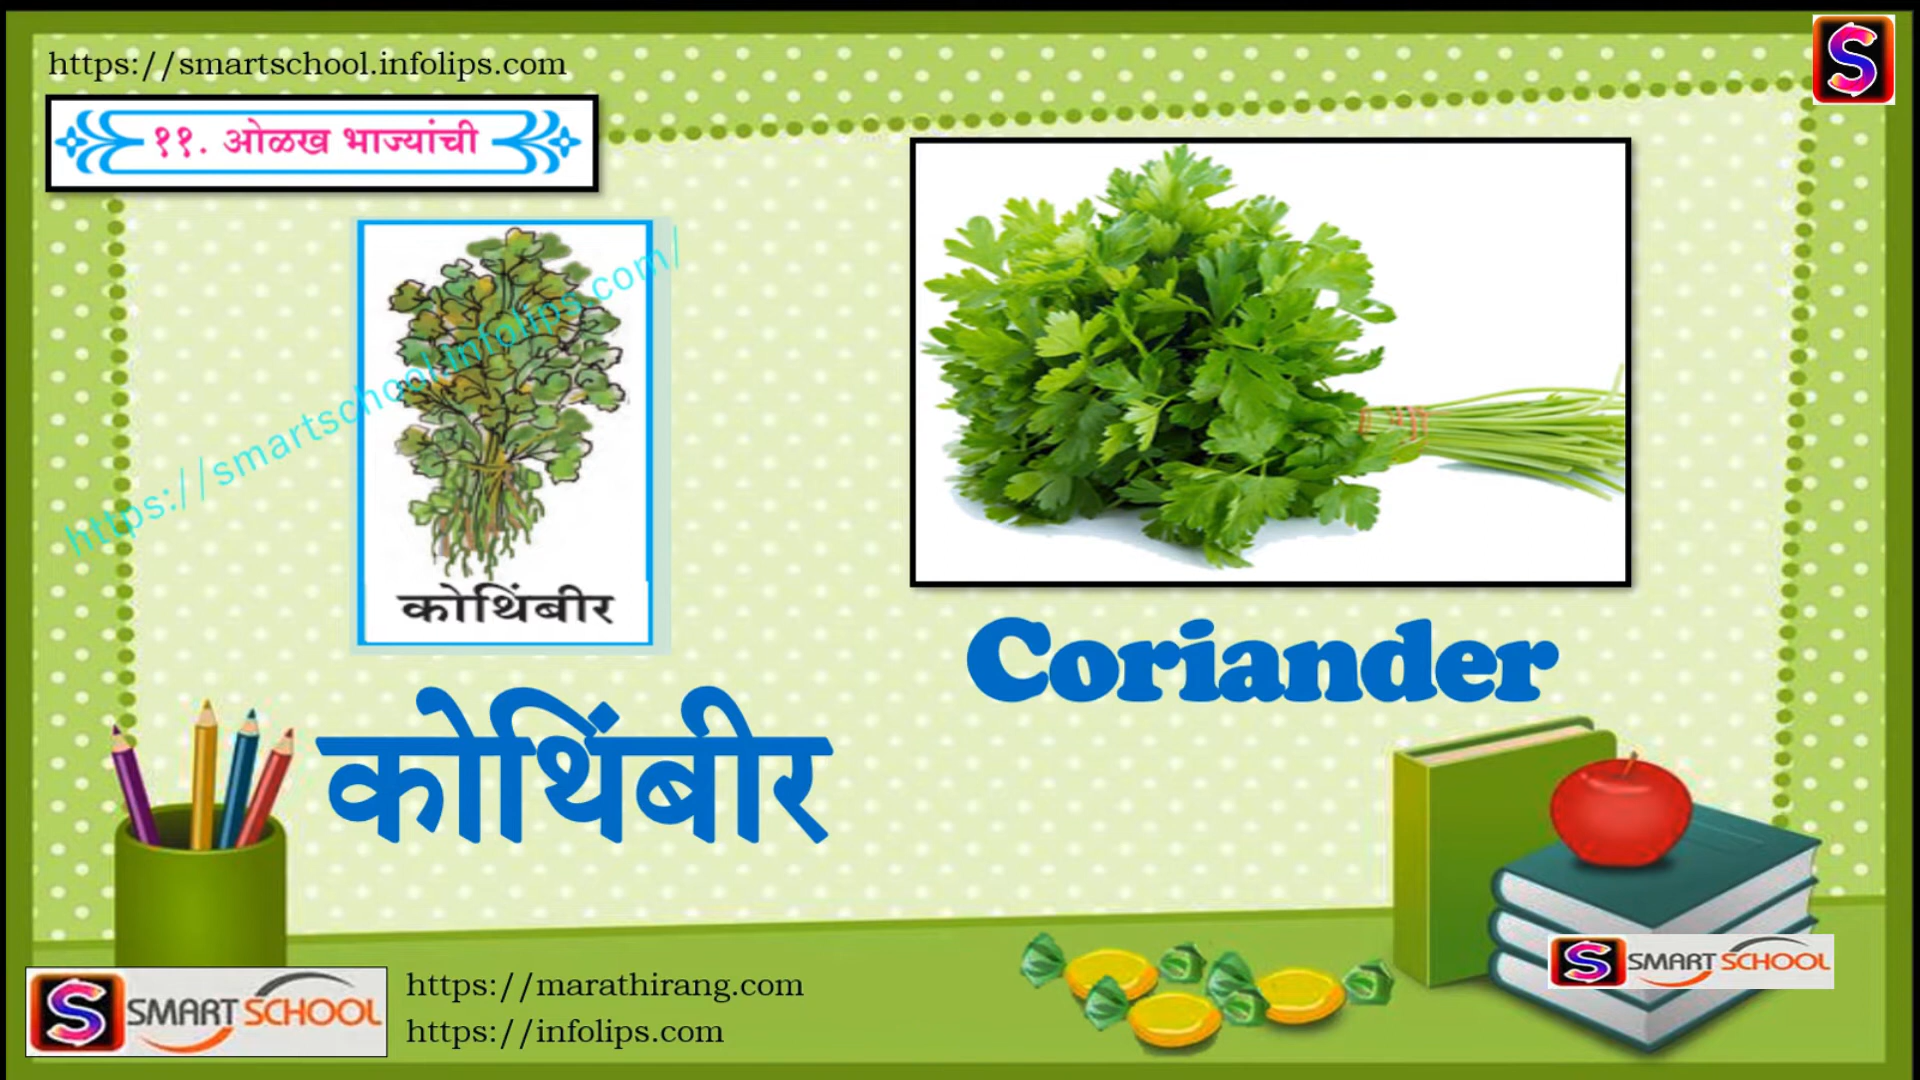 https://smartschool.infolips.com
S
११. ओळख भाज्यांची
https://smartschool.infolips.com/
कोथिंबीर
Coriander
कोथिंबीर
S SMART SCHOOL
S SMART SCHOOL
https://marathirang.com
https://infolips.com